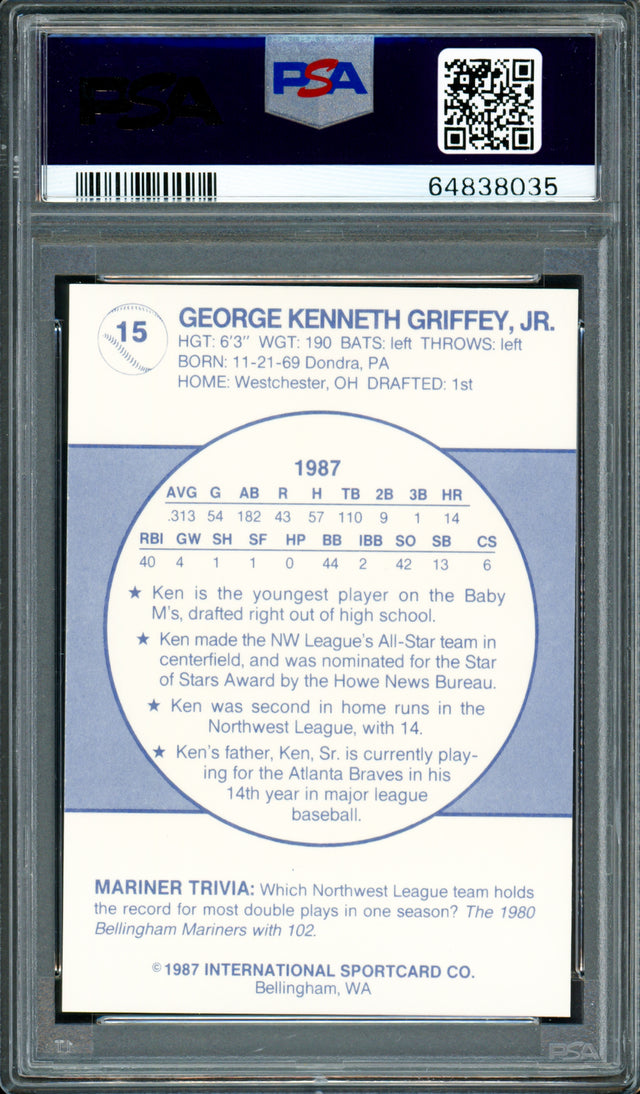 PSA
PSA
64838035
15
GEORGE KENNETH GRIFFEY, JR.
HGT: 6'3" WGT: 190 BATS: left THROWS: left
BORN: 11-21-69 Dondra, PA
HOME: Westchester, OH DRAFTED: 1st
1987
AVG G AB R H TB 2B 3B HR
.313 54 182 43 57 110 9 1 14
RBI GW SH SF HP BB IBB SO SB CS
40 4 1 1 0 44 2 42 13 6
★ Ken is the youngest player on the Baby
M's, drafted right out of high school.
★ Ken made the NW League's All-Star team in
centerfield, and was nominated for the Star
of Stars Award by the Howe News Bureau.
★ Ken was second in home runs in the
Northwest League, with 14.
★ Ken's father, Ken, Sr. is currently play-
ing for the Atlanta Braves in his
14th year in major league
baseball.
MARINER TRIVIA: Which Northwest League team holds
the record for most double plays in one season? The 1980
Bellingham Mariners with 102.
©1987 INTERNATIONAL SPORTCARD CO.
Bellingham, WA
PSA